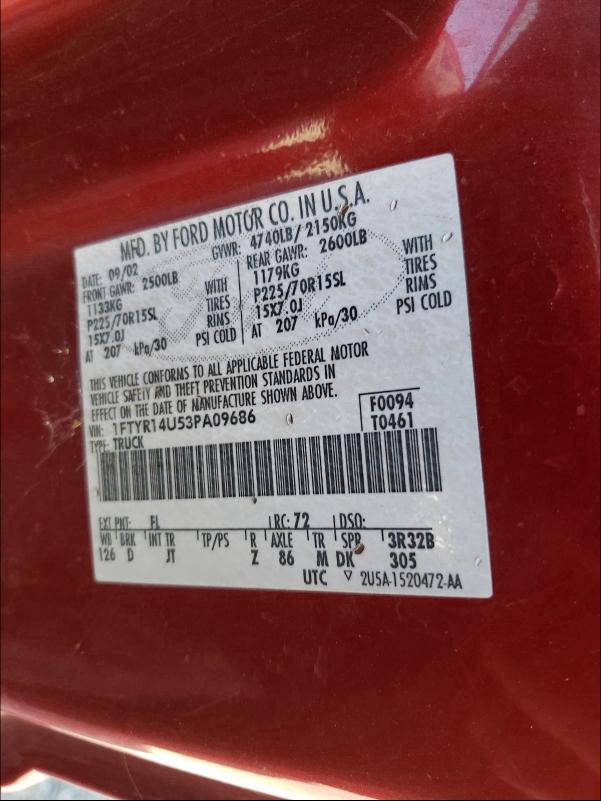 MFD. BY FORD MOTOR CO. IN U.S.A.
DATE: 09/02 GVWR: 4740LB/ 2150KG
FRONT GAWR: 2500LB REAR GAWR: 2600LB
1133KG WITH 1179KG WITH
P225/70R15SL TIRES P225/70R15SL TIRES
15X7.0J RIMS 15X7.0J RIMS
AT 207 kPa/30 PSI COLD AT 207 kPa/30 PSI COLD
THIS VEHICLE CONFORMS TO ALL APPLICABLE FEDERAL MOTOR
VEHICLE SAFETY AND THEFT PREVENTION STANDARDS IN
EFFECT ON THE DATE OF MANUFACTURE SHOWN ABOVE.
VIN: 1FTYR14U53PA09686 F0094
TYPE: TRUCK T0461
EXT PNT: FL RC: 72 DSO:
WB BRK INT TR TP/PS R AXLE TR SPR 3R32B
126 D JT Z 86 M DK 305
UTC ▽ 2U5A-1520472-AA